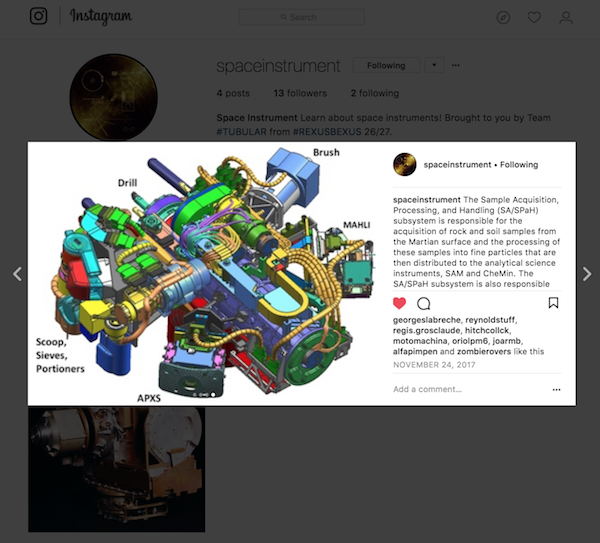 Instagram
Search
spaceinstrument Following
4 posts 13 followers 2 following
Space Instrument Learn about space instruments! Brought to you by Team
#TUBULAR from #REXUSBEXUS 26/27.
Brush
Drill
MAHLI
Scoop,
Sieves,
Portioners
APXS
spaceinstrument • Following
spaceinstrument The Sample Acquisition,
Processing, and Handling (SA/SPaH)
subsystem is responsible for the
acquisition of rock and soil samples from
the Martian surface and the processing of
these samples into fine particles that are
then distributed to the analytical science
instruments, SAM and CheMin. The
SA/SPaH subsystem is also responsible
georgeslabreche, reynoldstuff,
regis.grosclaude, hitchcollck,
motomachina, oriolpm6, joarmb,
alfapimpen and zombierovers like this
NOVEMBER 24, 2017
Add a comment...